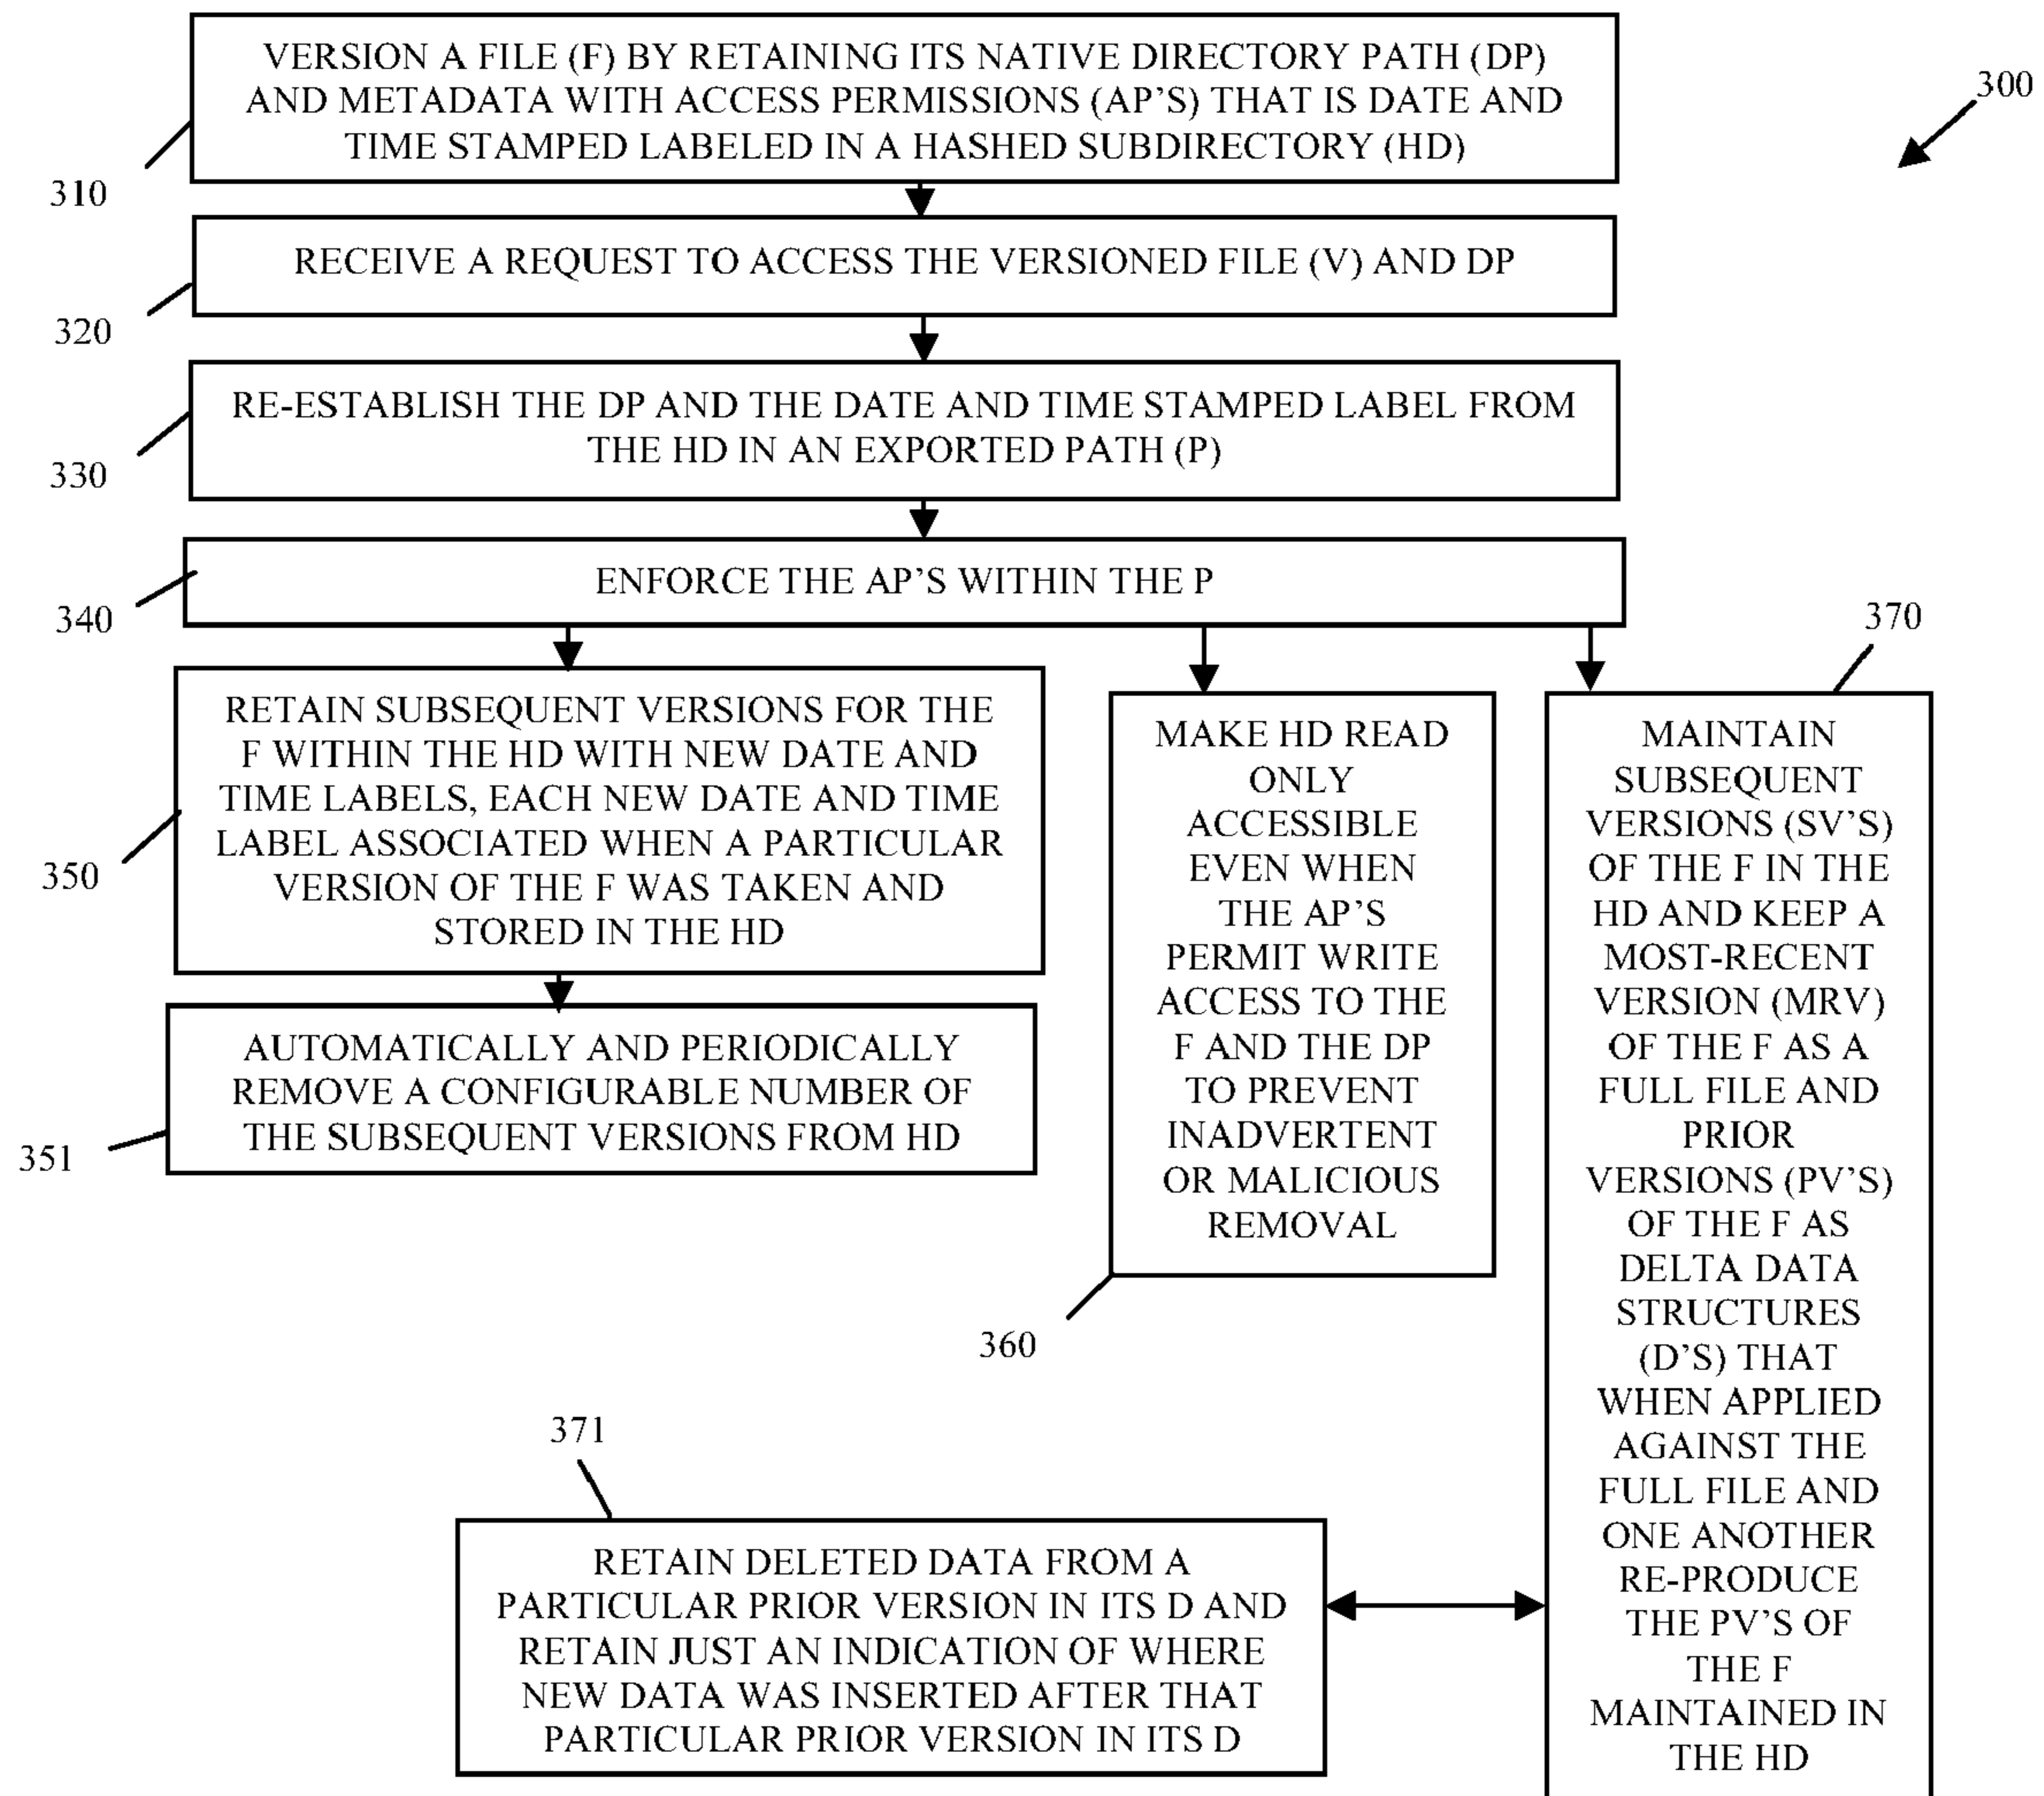 300
VERSION A FILE (F) BY RETAINING ITS NATIVE DIRECTORY PATH (DP)
AND METADATA WITH ACCESS PERMISSIONS (AP'S) THAT IS DATE AND
TIME STAMPED LABELED IN A HASHED SUBDIRECTORY (HD)
310
RECEIVE A REQUEST TO ACCESS THE VERSIONED FILE (V) AND DP
320
RE-ESTABLISH THE DP AND THE DATE AND TIME STAMPED LABEL FROM
THE HD IN AN EXPORTED PATH (P)
330
ENFORCE THE AP'S WITHIN THE P
340
RETAIN SUBSEQUENT VERSIONS FOR THE
F WITHIN THE HD WITH NEW DATE AND
TIME LABELS, EACH NEW DATE AND TIME
LABEL ASSOCIATED WHEN A PARTICULAR
VERSION OF THE F WAS TAKEN AND
STORED IN THE HD
350
AUTOMATICALLY AND PERIODICALLY
REMOVE A CONFIGURABLE NUMBER OF
THE SUBSEQUENT VERSIONS FROM HD
351
MAKE HD READ
ONLY
ACCESSIBLE
EVEN WHEN
THE AP'S
PERMIT WRITE
ACCESS TO THE
F AND THE DP
TO PREVENT
INADVERTENT
OR MALICIOUS
REMOVAL
360
370
MAINTAIN
SUBSEQUENT
VERSIONS (SV'S)
OF THE F IN THE
HD AND KEEP A
MOST-RECENT
VERSION (MRV)
OF THE F AS A
FULL FILE AND
PRIOR
VERSIONS (PV'S)
OF THE F AS
DELTA DATA
STRUCTURES
(D'S) THAT
WHEN APPLIED
AGAINST THE
FULL FILE AND
ONE ANOTHER
RE-PRODUCE
THE PV'S OF
THE F
MAINTAINED IN
THE HD
371
RETAIN DELETED DATA FROM A
PARTICULAR PRIOR VERSION IN ITS D AND
RETAIN JUST AN INDICATION OF WHERE
NEW DATA WAS INSERTED AFTER THAT
PARTICULAR PRIOR VERSION IN ITS D